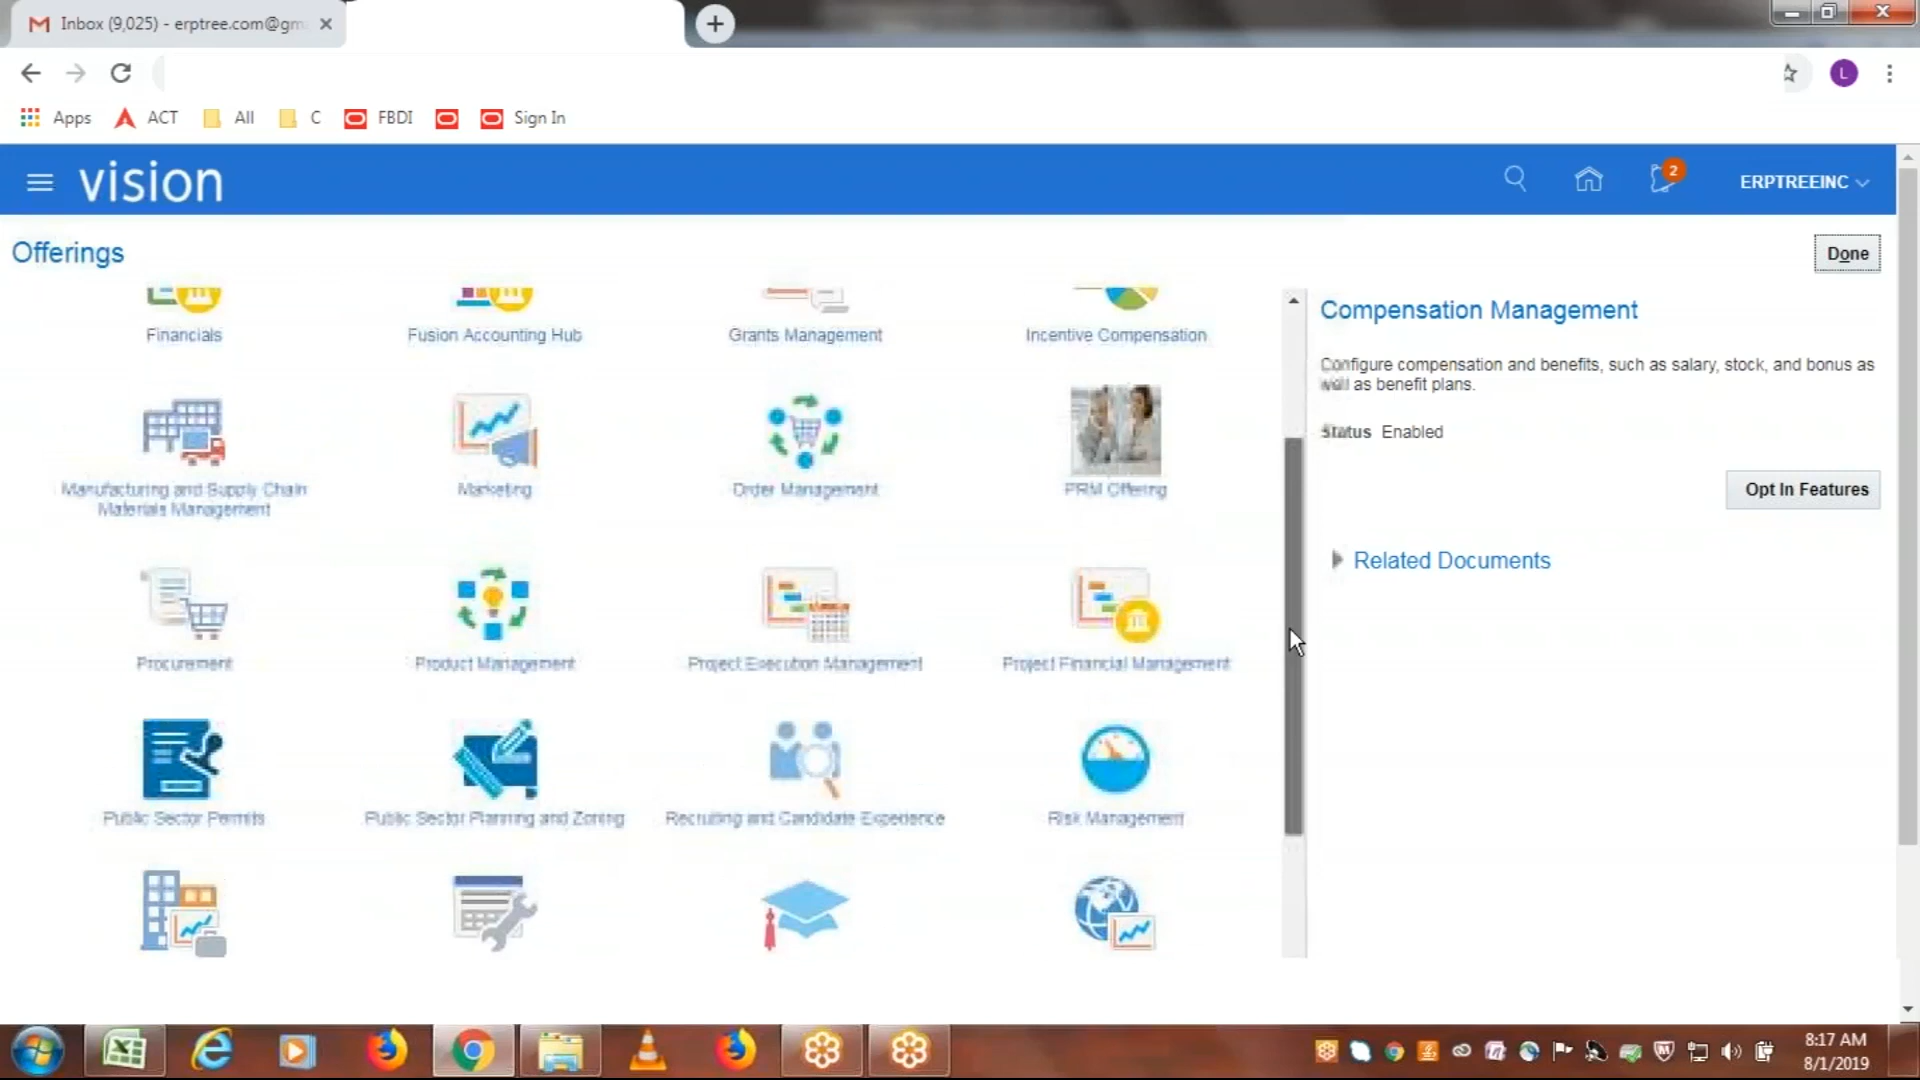 Inbox (9,025) - erptree.com@gm
Apps
ACT
All
C
FBDI
Sign In
vision
2
ERPTREEINC
Offerings
Done
Financials
Fusion Accounting Hub
Grants Management
Incentive Compensation
Manufacturing and Supply Chain
Materials Management
Marketing
Order Management
PRM Offering
Procurement
Product Management
Project Execution Management
Project Financial Management
Public Sector Permits
Public Sector Planning and Zoning
Recruiting and Candidate Experience
Risk Management
Compensation Management
Configure compensation and benefits, such as salary, stock, and bonus as
well as benefit plans.
Status Enabled
Opt In Features
Related Documents
L
8:17 AM
8/1/2019